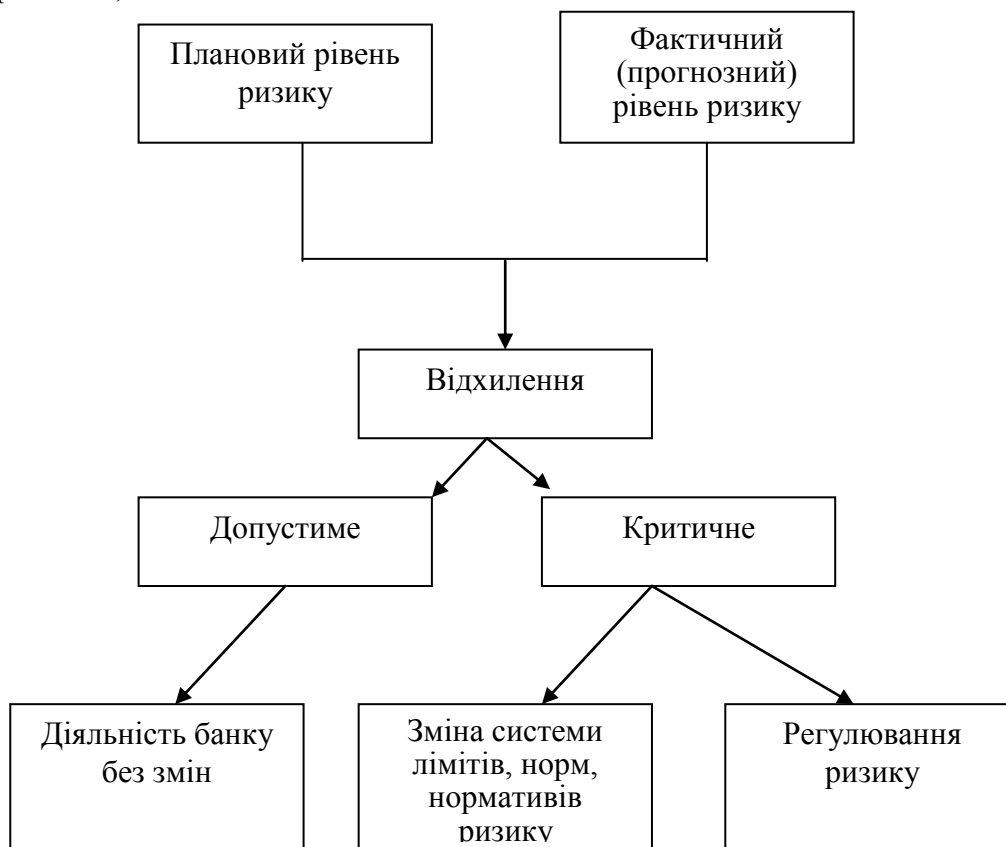 Плановий рівень
ризику
Фактичний
(прогнозний)
рівень ризику
Відхилення
Допустиме
Критичне
Діяльність банку
без змін
Зміна системи
лімітів, норм,
нормативів
ризику
Регулювання
ризику